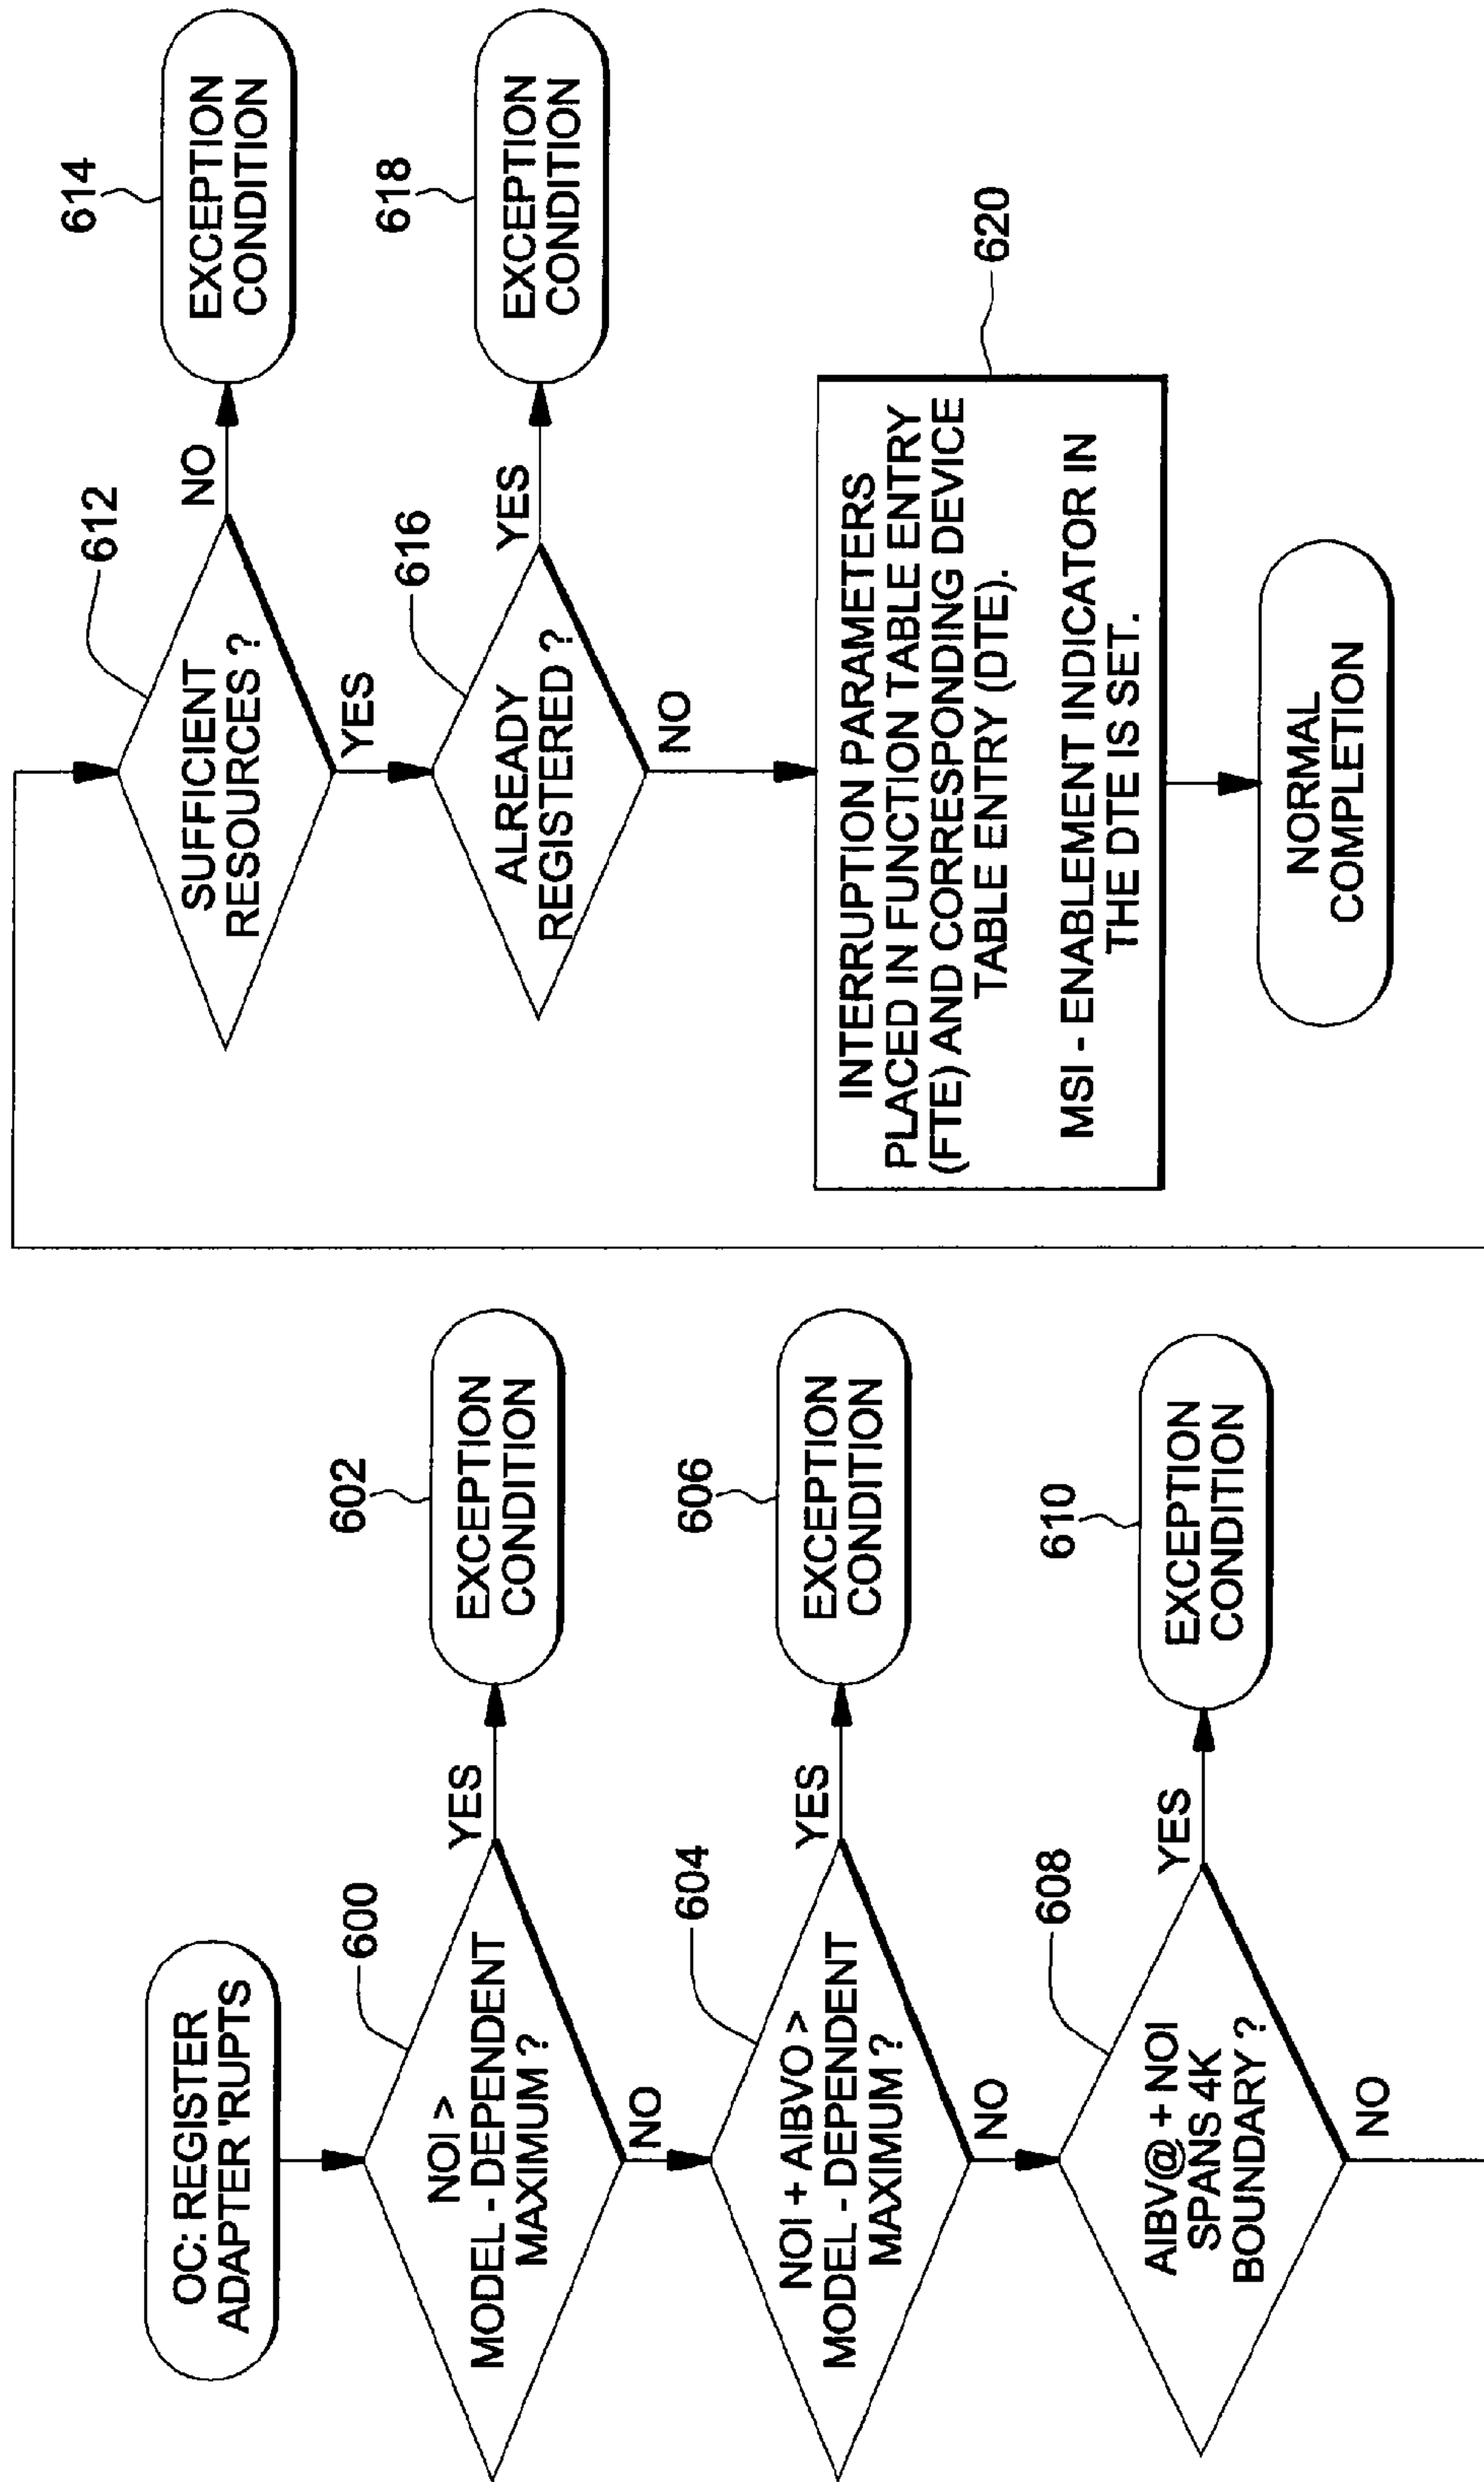 OC: REGISTER
ADAPTER 'RUPTS
600
NOI >
MODEL - DEPENDENT
MAXIMUM ?
YES
602
EXCEPTION
CONDITION
NO
604
NOI + AIBVO >
MODEL - DEPENDENT
MAXIMUM ?
YES
606
EXCEPTION
CONDITION
NO
608
AIBV@ + NOI
SPANS 4K
BOUNDARY ?
YES
610
EXCEPTION
CONDITION
NO
612
SUFFICIENT
RESOURCES ?
NO
614
EXCEPTION
CONDITION
YES
616
ALREADY
REGISTERED ?
YES
618
EXCEPTION
CONDITION
NO
620
INTERRUPTION PARAMETERS
PLACED IN FUNCTION TABLE ENTRY
(FTE) AND CORRESPONDING DEVICE
TABLE ENTRY (DTE).
MSI - ENABLEMENT INDICATOR IN
THE DTE IS SET.
NORMAL
COMPLETION